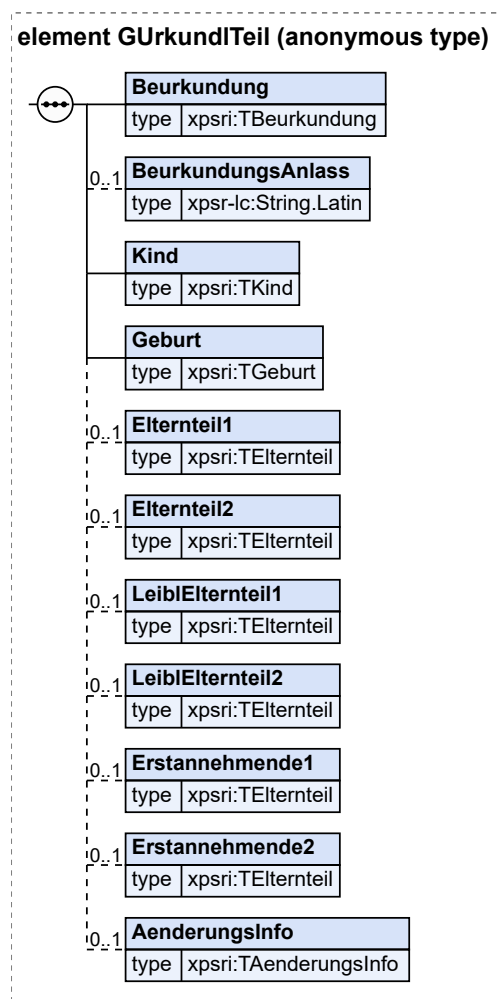 element GUrkundlTeil (anonymous type)
Beurkundung
type xpsri:TBeurkundung
0..1 BeurkundungsAnlass
type xpsr-lc:String.Latin
Kind
type xpsri:TKind
Geburt
type xpsri:TGeburt
0..1 Elternteil1
type xpsri:TElternteil
0..1 Elternteil2
type xpsri:TElternteil
0..1 LeiblElternteil1
type xpsri:TElternteil
0..1 LeiblElternteil2
type xpsri:TElternteil
0..1 Erstannehmende1
type xpsri:TElternteil
0..1 Erstannehmende2
type xpsri:TElternteil
0..1 AenderungsInfo
type xpsri:TAenderungsInfo